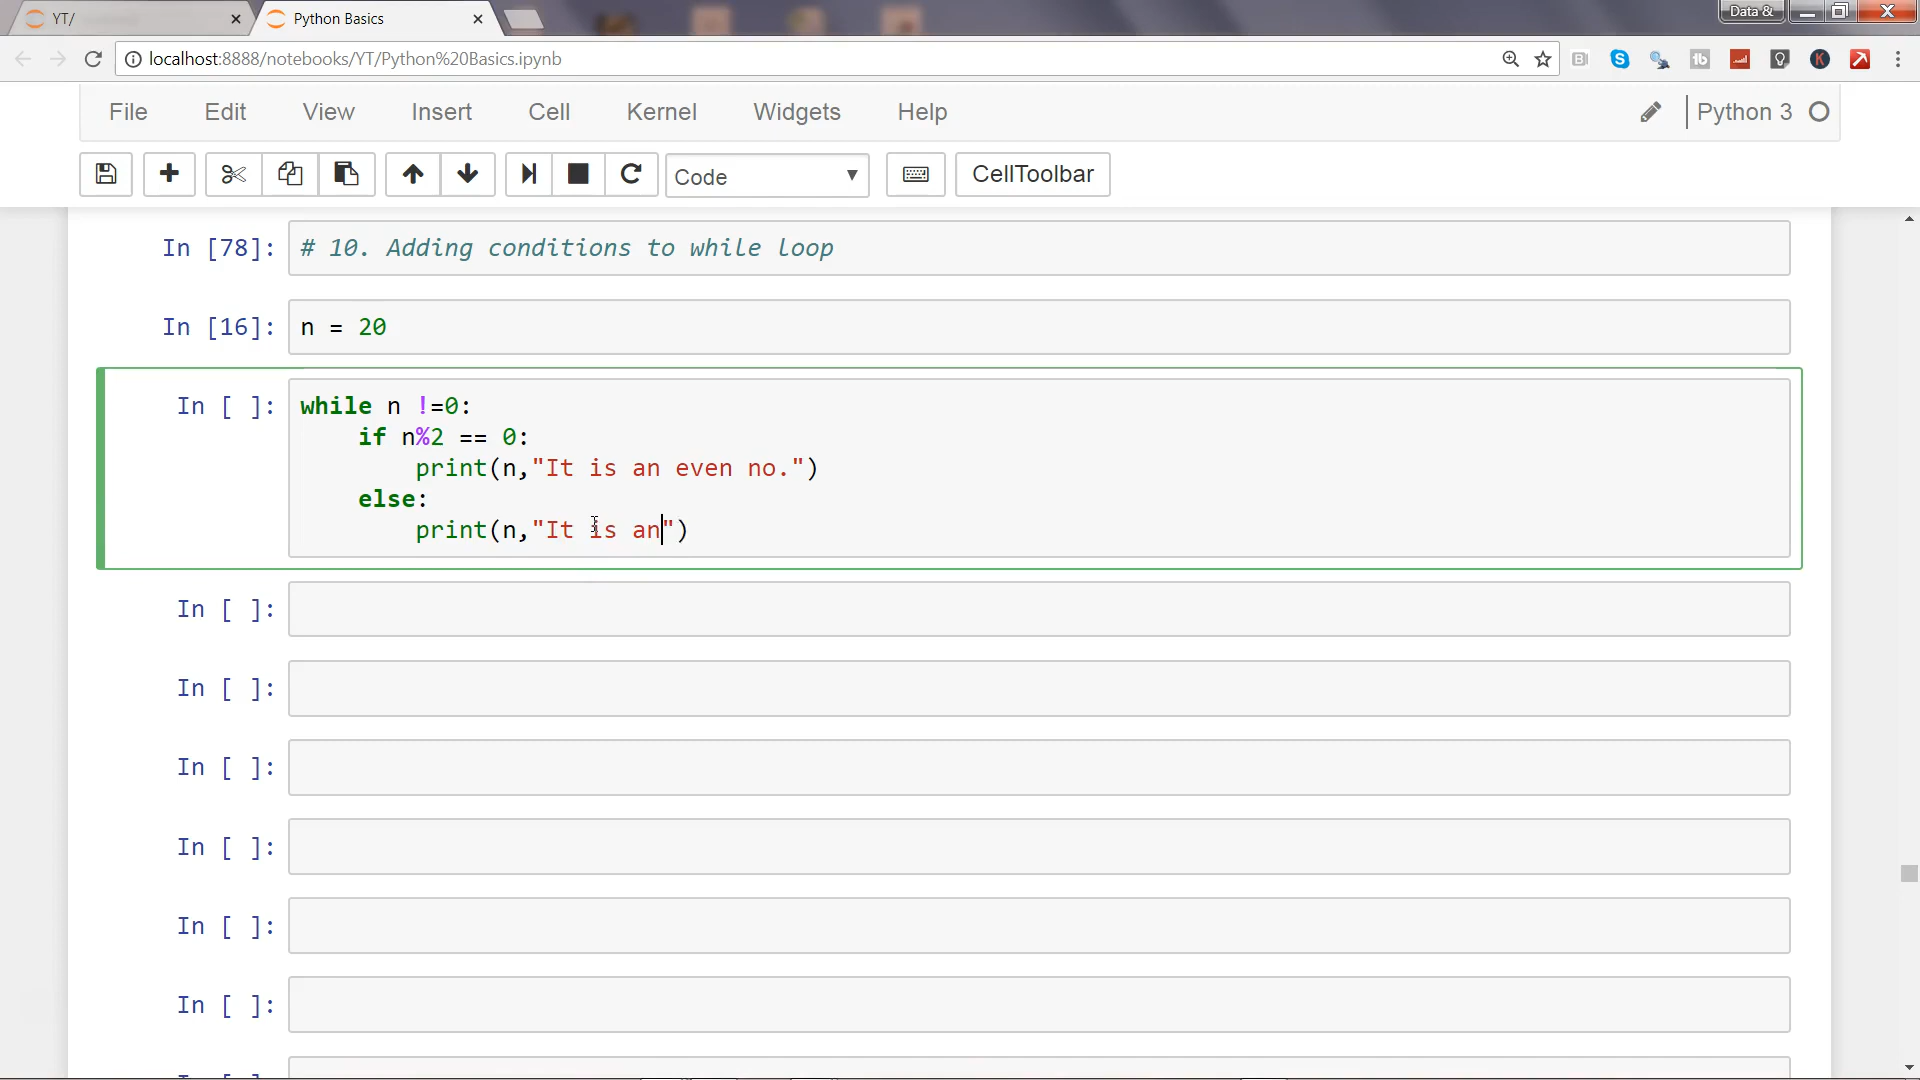 YT/
Python Basics
Data &
localhost:8888/notebooks/YT/Python%20Basics.ipynb
File Edit View Insert Cell Kernel Widgets Help
Python 3
Code
CellToolbar
In [78]: # 10. Adding conditions to while loop
In [16]: n = 20
In [ ]: while n !=0:
if n%2 == 0:
print(n,"It is an even no.")
else:
print(n,"It is an")
In [ ]:
In [ ]:
In [ ]:
In [ ]:
In [ ]:
In [ ]: